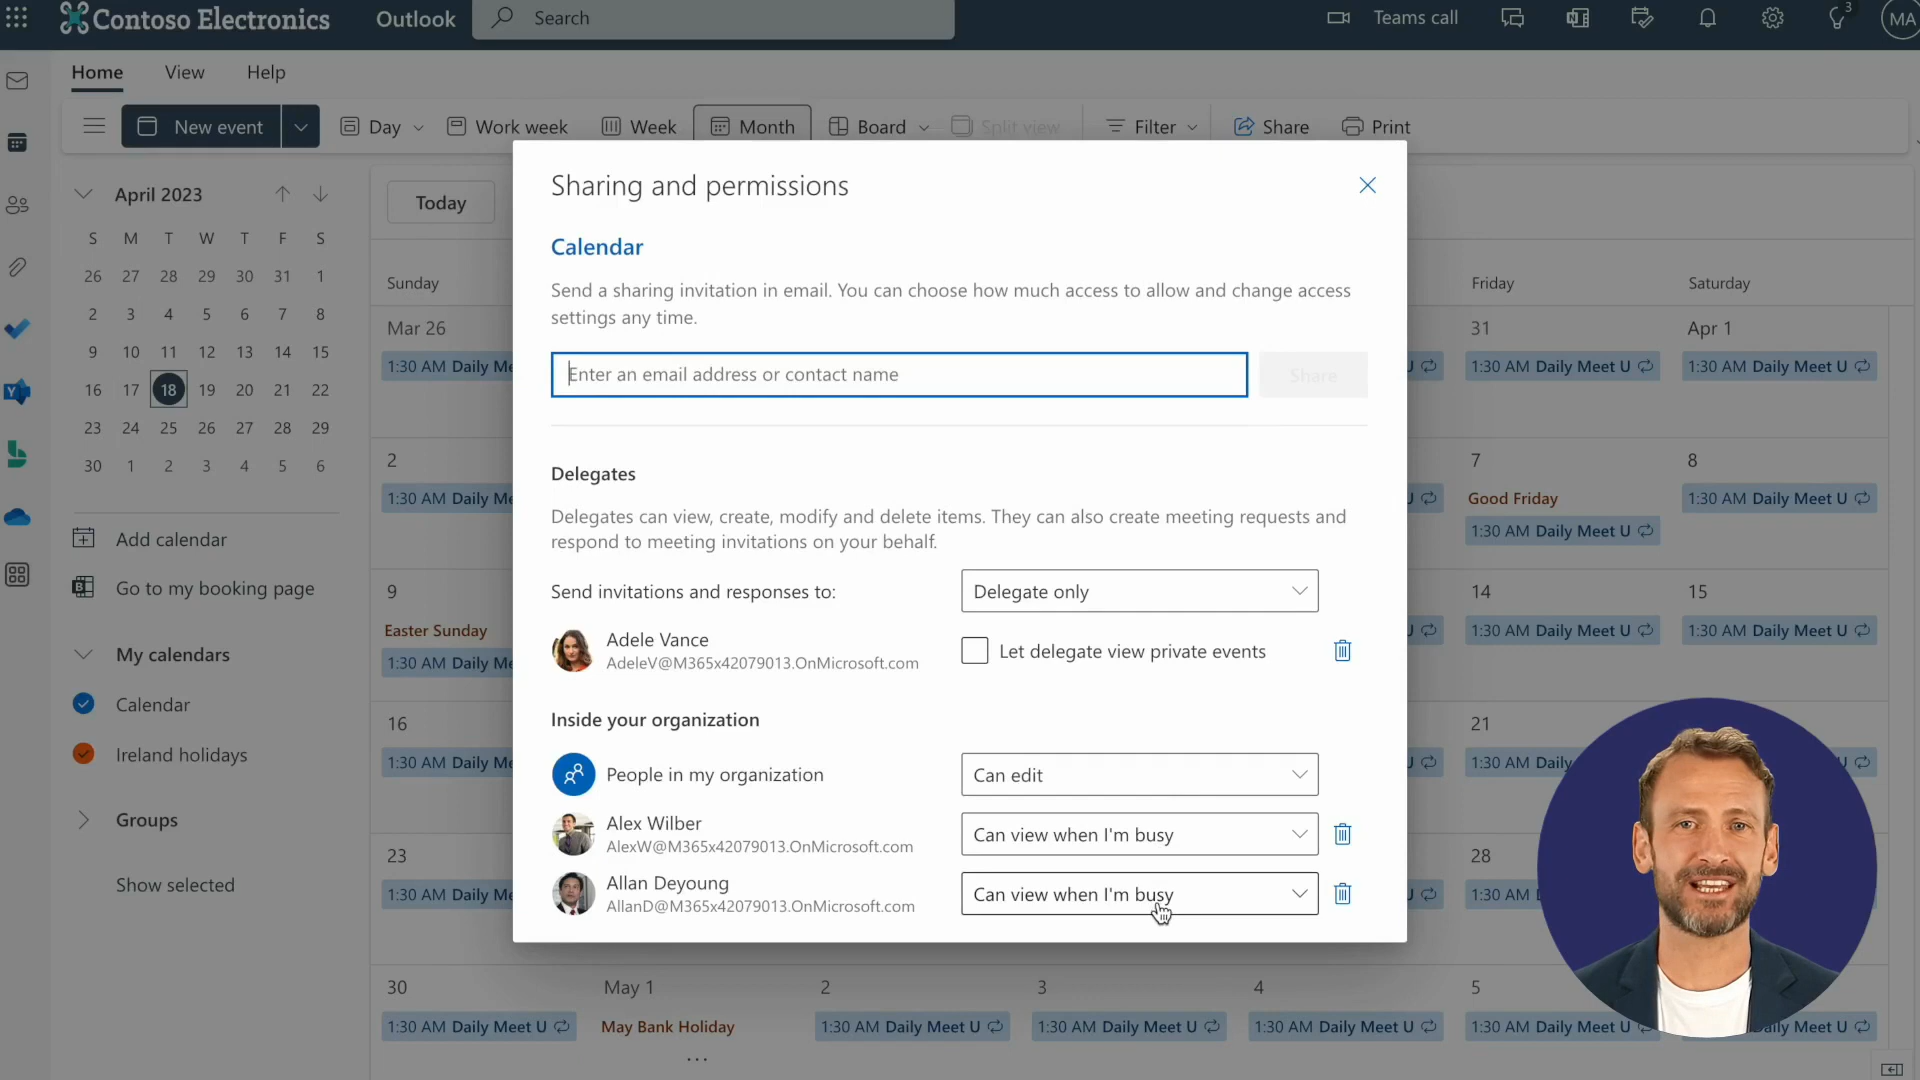 Contoso Electronics
Outlook
Search
Teams call
3
MA
Home
View
Help
New event
Day
Work week
Week
Month
Board
Split view
Filter
Share
Print
April 2023
S M T W T F S
26 27 28 29 30 31 1
2 3 4 5 6 7 8
9 10 11 12 13 14 15
16 17 18 19 20 21 22
23 24 25 26 27 28 29
30 1 2 3 4 5 6
Add calendar
Go to my booking page
My calendars
Calendar
Ireland holidays
Groups
Show selected
Today
Sunday
Friday
Saturday
Mar 26
31
Apr 1
1:30 AM Daily Me
1:30 AM Daily Meet U
1:30 AM Daily Meet U
2
7
8
1:30 AM Daily Me
Good Friday
1:30 AM Daily Meet U
1:30 AM Daily Meet U
9
14
15
Easter Sunday
1:30 AM Daily Me
1:30 AM Daily Meet U
1:30 AM Daily Meet U
16
21
22
1:30 AM Daily Me
1:30 AM Daily
Meet U
23
28
1:30 AM Daily Me
1:30 AM
30
May 1
2
3
4
5
1:30 AM Daily Meet U
May Bank Holiday
1:30 AM Daily Meet U
1:30 AM Daily Meet U
1:30 AM Daily Meet U
1:30 AM Daily Meet U
Daily Meet U
...
Sharing and permissions
Calendar
Send a sharing invitation in email. You can choose how much access to allow and change access
settings any time.
Enter an email address or contact name
Share
Delegates
Delegates can view, create, modify and delete items. They can also create meeting requests and
respond to meeting invitations on your behalf.
Send invitations and responses to:
Delegate only
Adele Vance
AdeleV@M365x42079013.OnMicrosoft.com
Let delegate view private events
Inside your organization
People in my organization
Can edit
Alex Wilber
AlexW@M365x42079013.OnMicrosoft.com
Can view when I'm busy
Allan Deyoung
AllanD@M365x42079013.OnMicrosoft.com
Can view when I'm busy